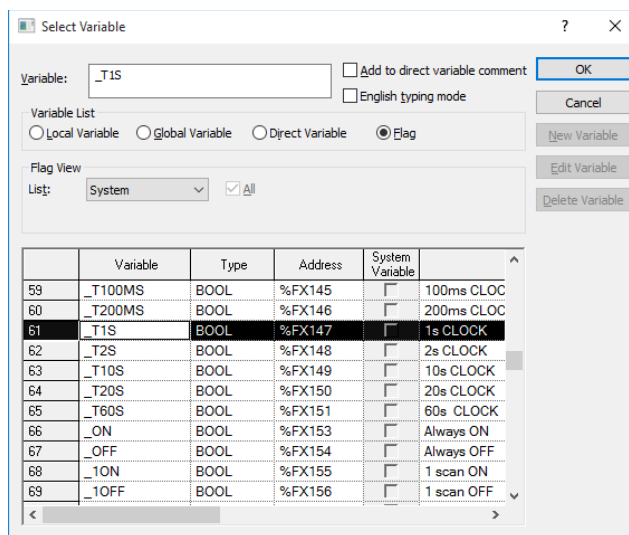 Select Variable ? X
Variable: _T1S
Add to direct variable comment
English typing mode
OK
Cancel
New Variable
Edit Variable
Delete Variable
Variable List
Local Variable Global Variable Direct Variable Flag
Flag View
List: System All
Variable Type Address System Variable
59 _T100MS BOOL %FX145 100ms CLOC
60 _T200MS BOOL %FX146 200ms CLOC
61 _T1S BOOL %FX147 1s CLOCK
62 _T2S BOOL %FX148 2s CLOCK
63 _T10S BOOL %FX149 10s CLOCK
64 _T20S BOOL %FX150 20s CLOCK
65 _T60S BOOL %FX151 60s CLOCK
66 _ON BOOL %FX153 Always ON
67 _OFF BOOL %FX154 Always OFF
68 _1ON BOOL %FX155 1 scan ON
69 _1OFF BOOL %FX156 1 scan OFF